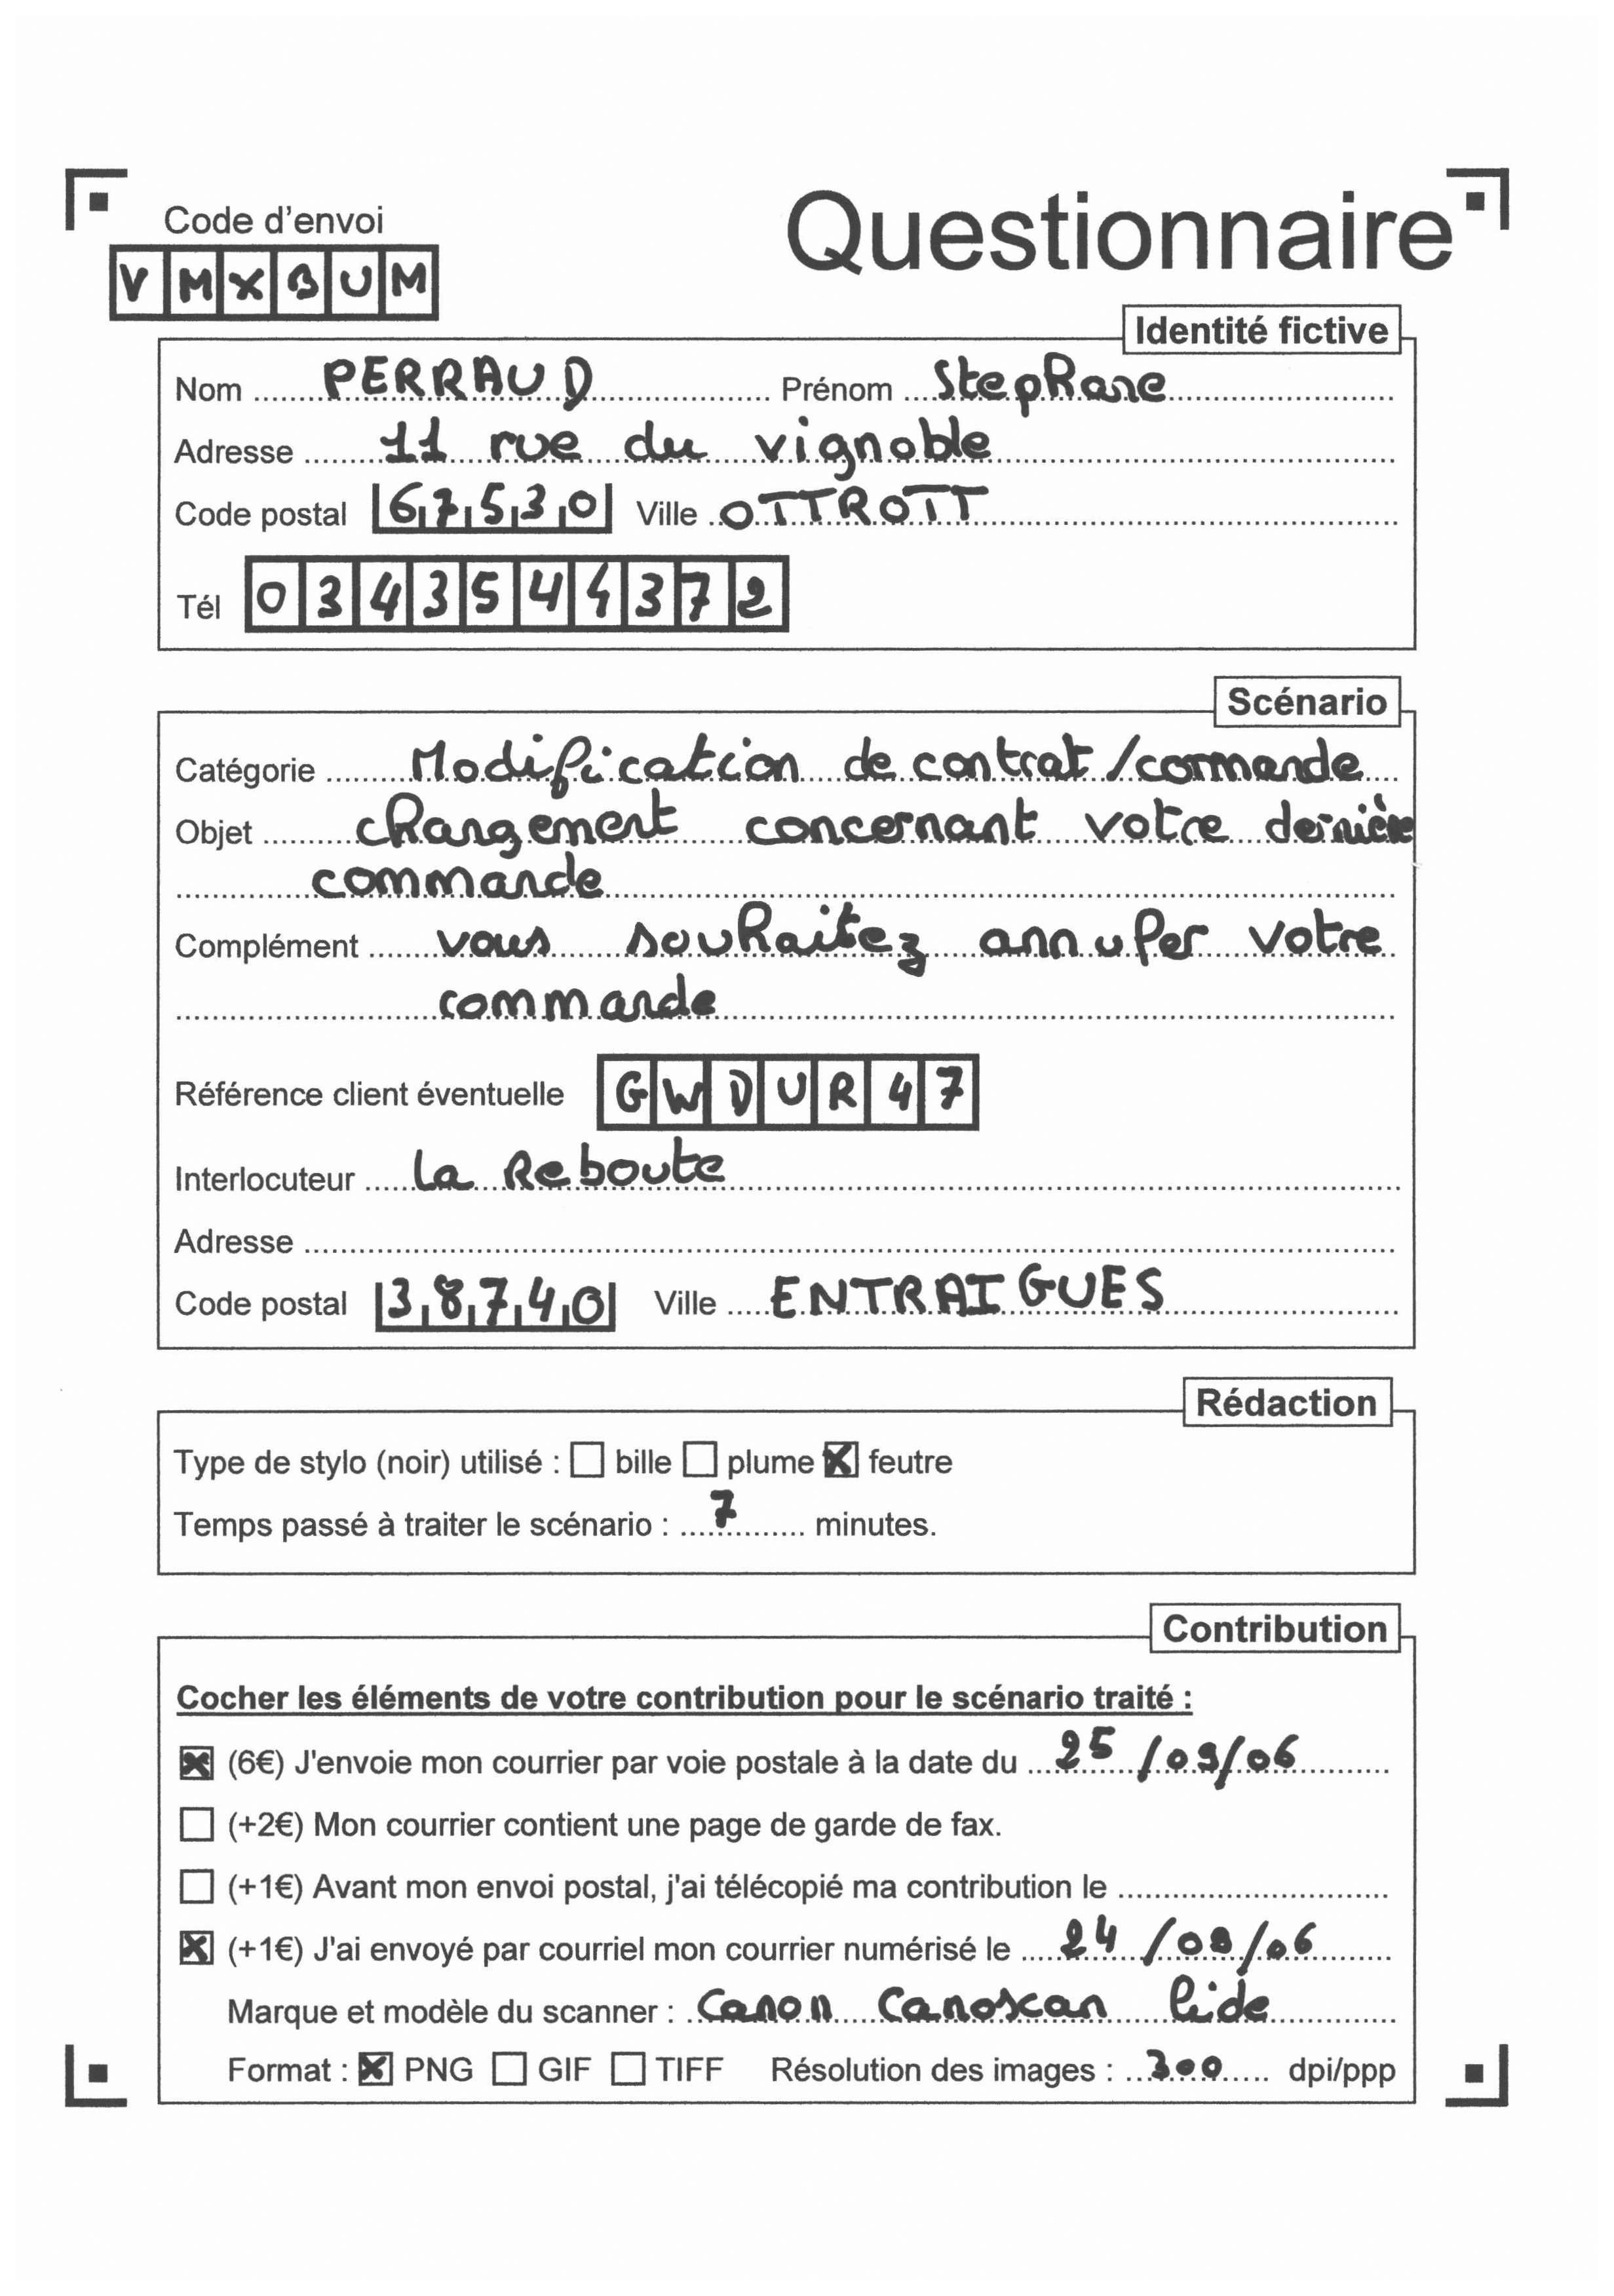 Code d'envoi
Questionnaire
V M X B U M
Identité fictive
Nom PERRAUD Prénom Stephane
Adresse 11 rue du vignoble
Code postal 67530 Ville OTTROTT
Tél 0343544372
Scénario
Catégorie Modification de contrat / commande
Objet changement concernant votre dernière
commande
Complément vous souhaitez annuler votre
commande
Référence client éventuelle GWDUR47
Interlocuteur La Reboute
Adresse
Code postal 38740 Ville ENTRAIGUES
Rédaction
Type de stylo (noir) utilisé : ☐ bille ☐ plume ☒ feutre
Temps passé à traiter le scénario : 7 minutes.
Contribution
Cocher les éléments de votre contribution pour le scénario traité :
☒ (6€) J'envoie mon courrier par voie postale à la date du 25/09/06
☐ (+2€) Mon courrier contient une page de garde de fax.
☐ (+1€) Avant mon envoi postal, j'ai télécopié ma contribution le
☒ (+1€) J'ai envoyé par courriel mon courrier numérisé le 24/09/06
Marque et modèle du scanner : Canon Canoscan lide
Format : ☒ PNG ☐ GIF ☐ TIFF Résolution des images : 300 dpi/ppp